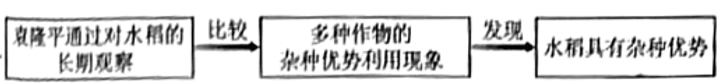 袁隆平通过对水稻的
长期观察
比较
多种作物的
杂种优势利用现象
发现
水稻具有杂种优势